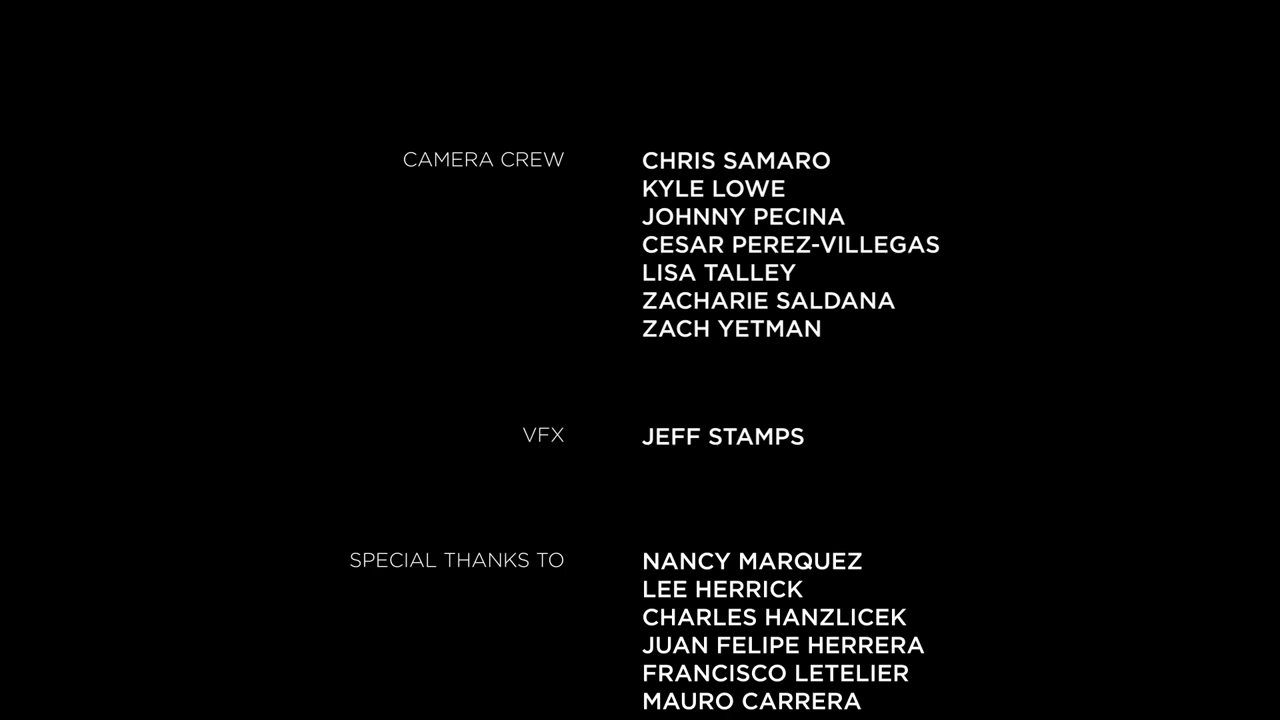 CAMERA CREW CHRIS SAMARO
KYLE LOWE
JOHNNY PECINA
CESAR PEREZ-VILLEGAS
LISA TALLEY
ZACHARIE SALDANA
ZACH YETMAN
VFX JEFF STAMPS
SPECIAL THANKS TO NANCY MARQUEZ
LEE HERRICK
CHARLES HANZLICEK
JUAN FELIPE HERRERA
FRANCISCO LETELIER
MAURO CARRERA